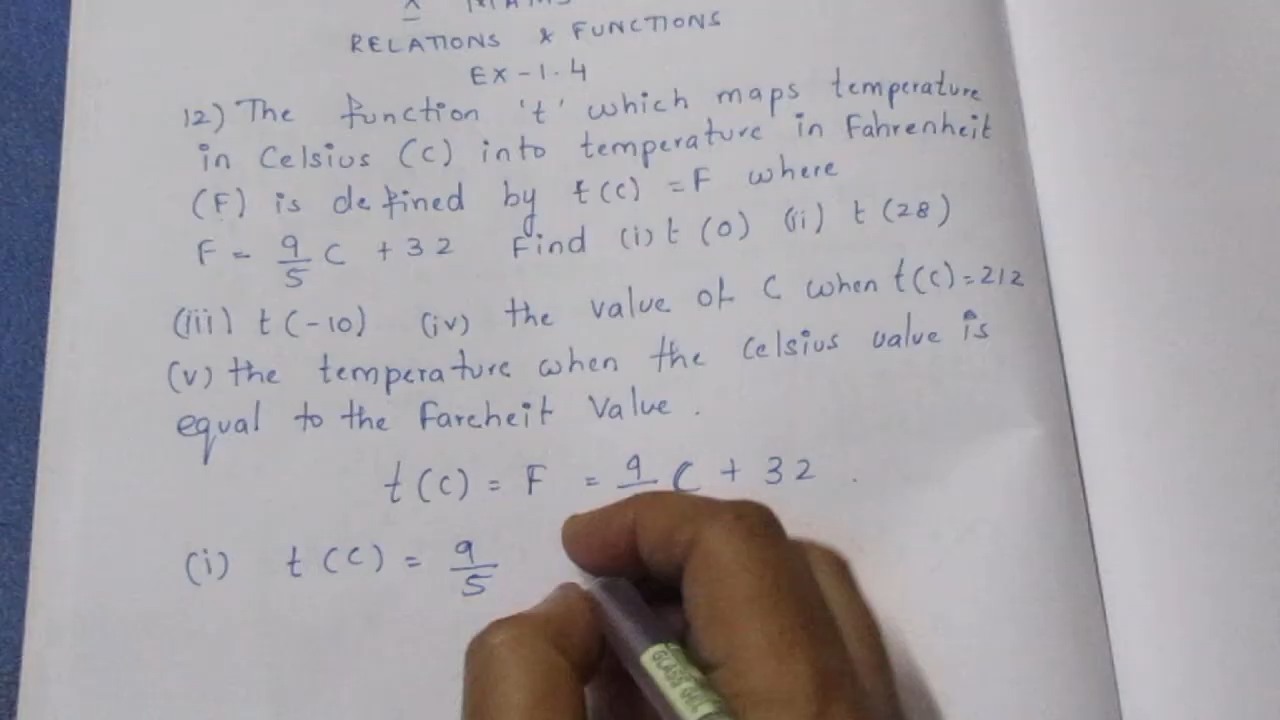 RELATIONS & FUNCTIONS
EX-1.4
12) The function 't' which maps temperature
in Celsius (C) into temperature in Fahrenheit
(F) is defined by t(C) = F where
F = 9/5 C + 32 Find (i) t(0) (ii) t(28)
(iii) t(-10) (iv) the value of C when t(C)=212
(v) the temperature when the celsius value is
equal to the Farcheit Value.
t(C) = F = 9 C + 32.
(i) t(C) = 9/5